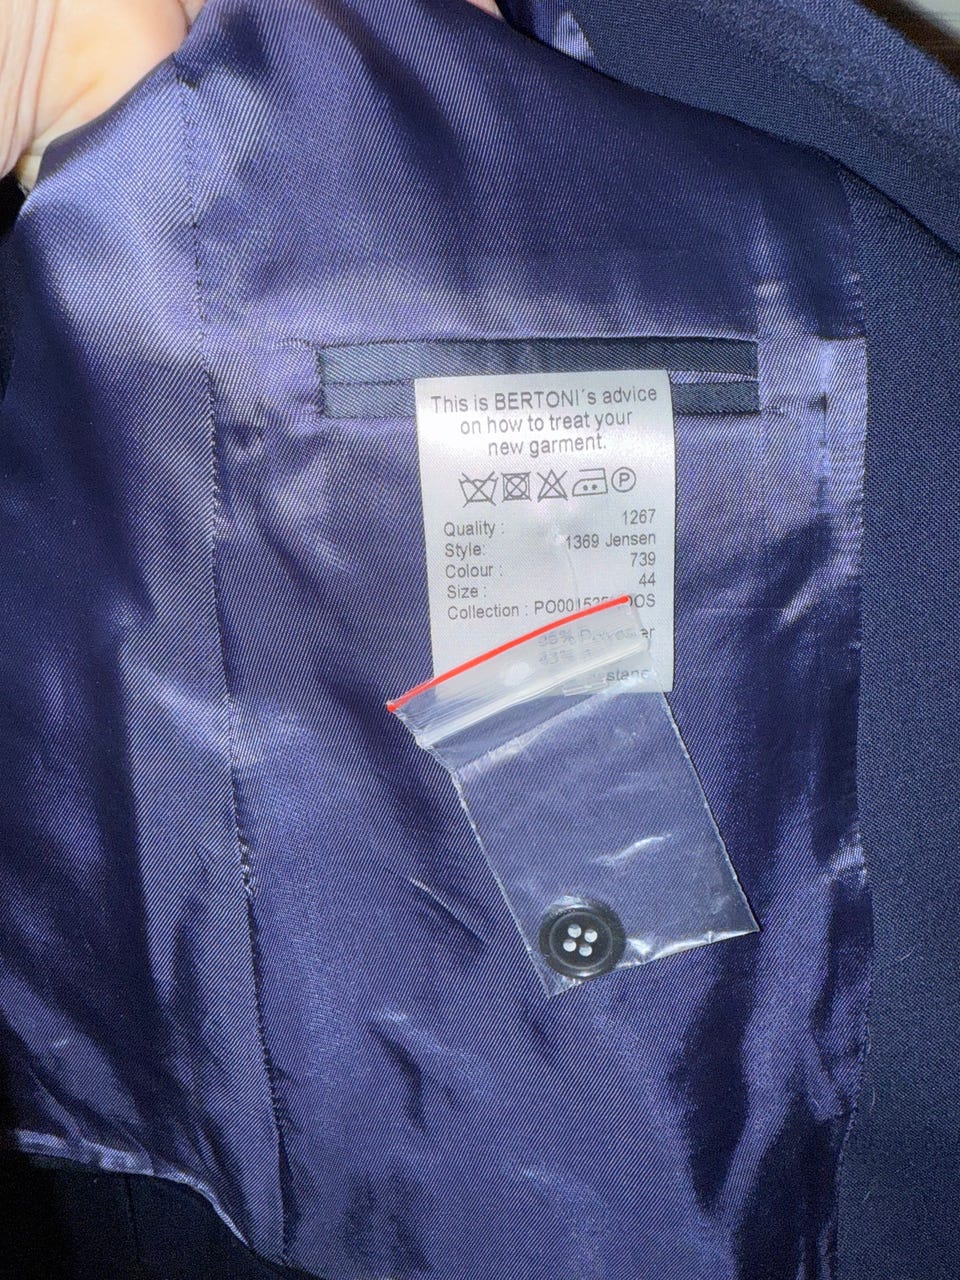 This is BERTONI´s advice
on how to treat your
new garment.
P
Quality : 1267
Style: 1369 Jensen
Colour : 739
Size : 44
Collection :